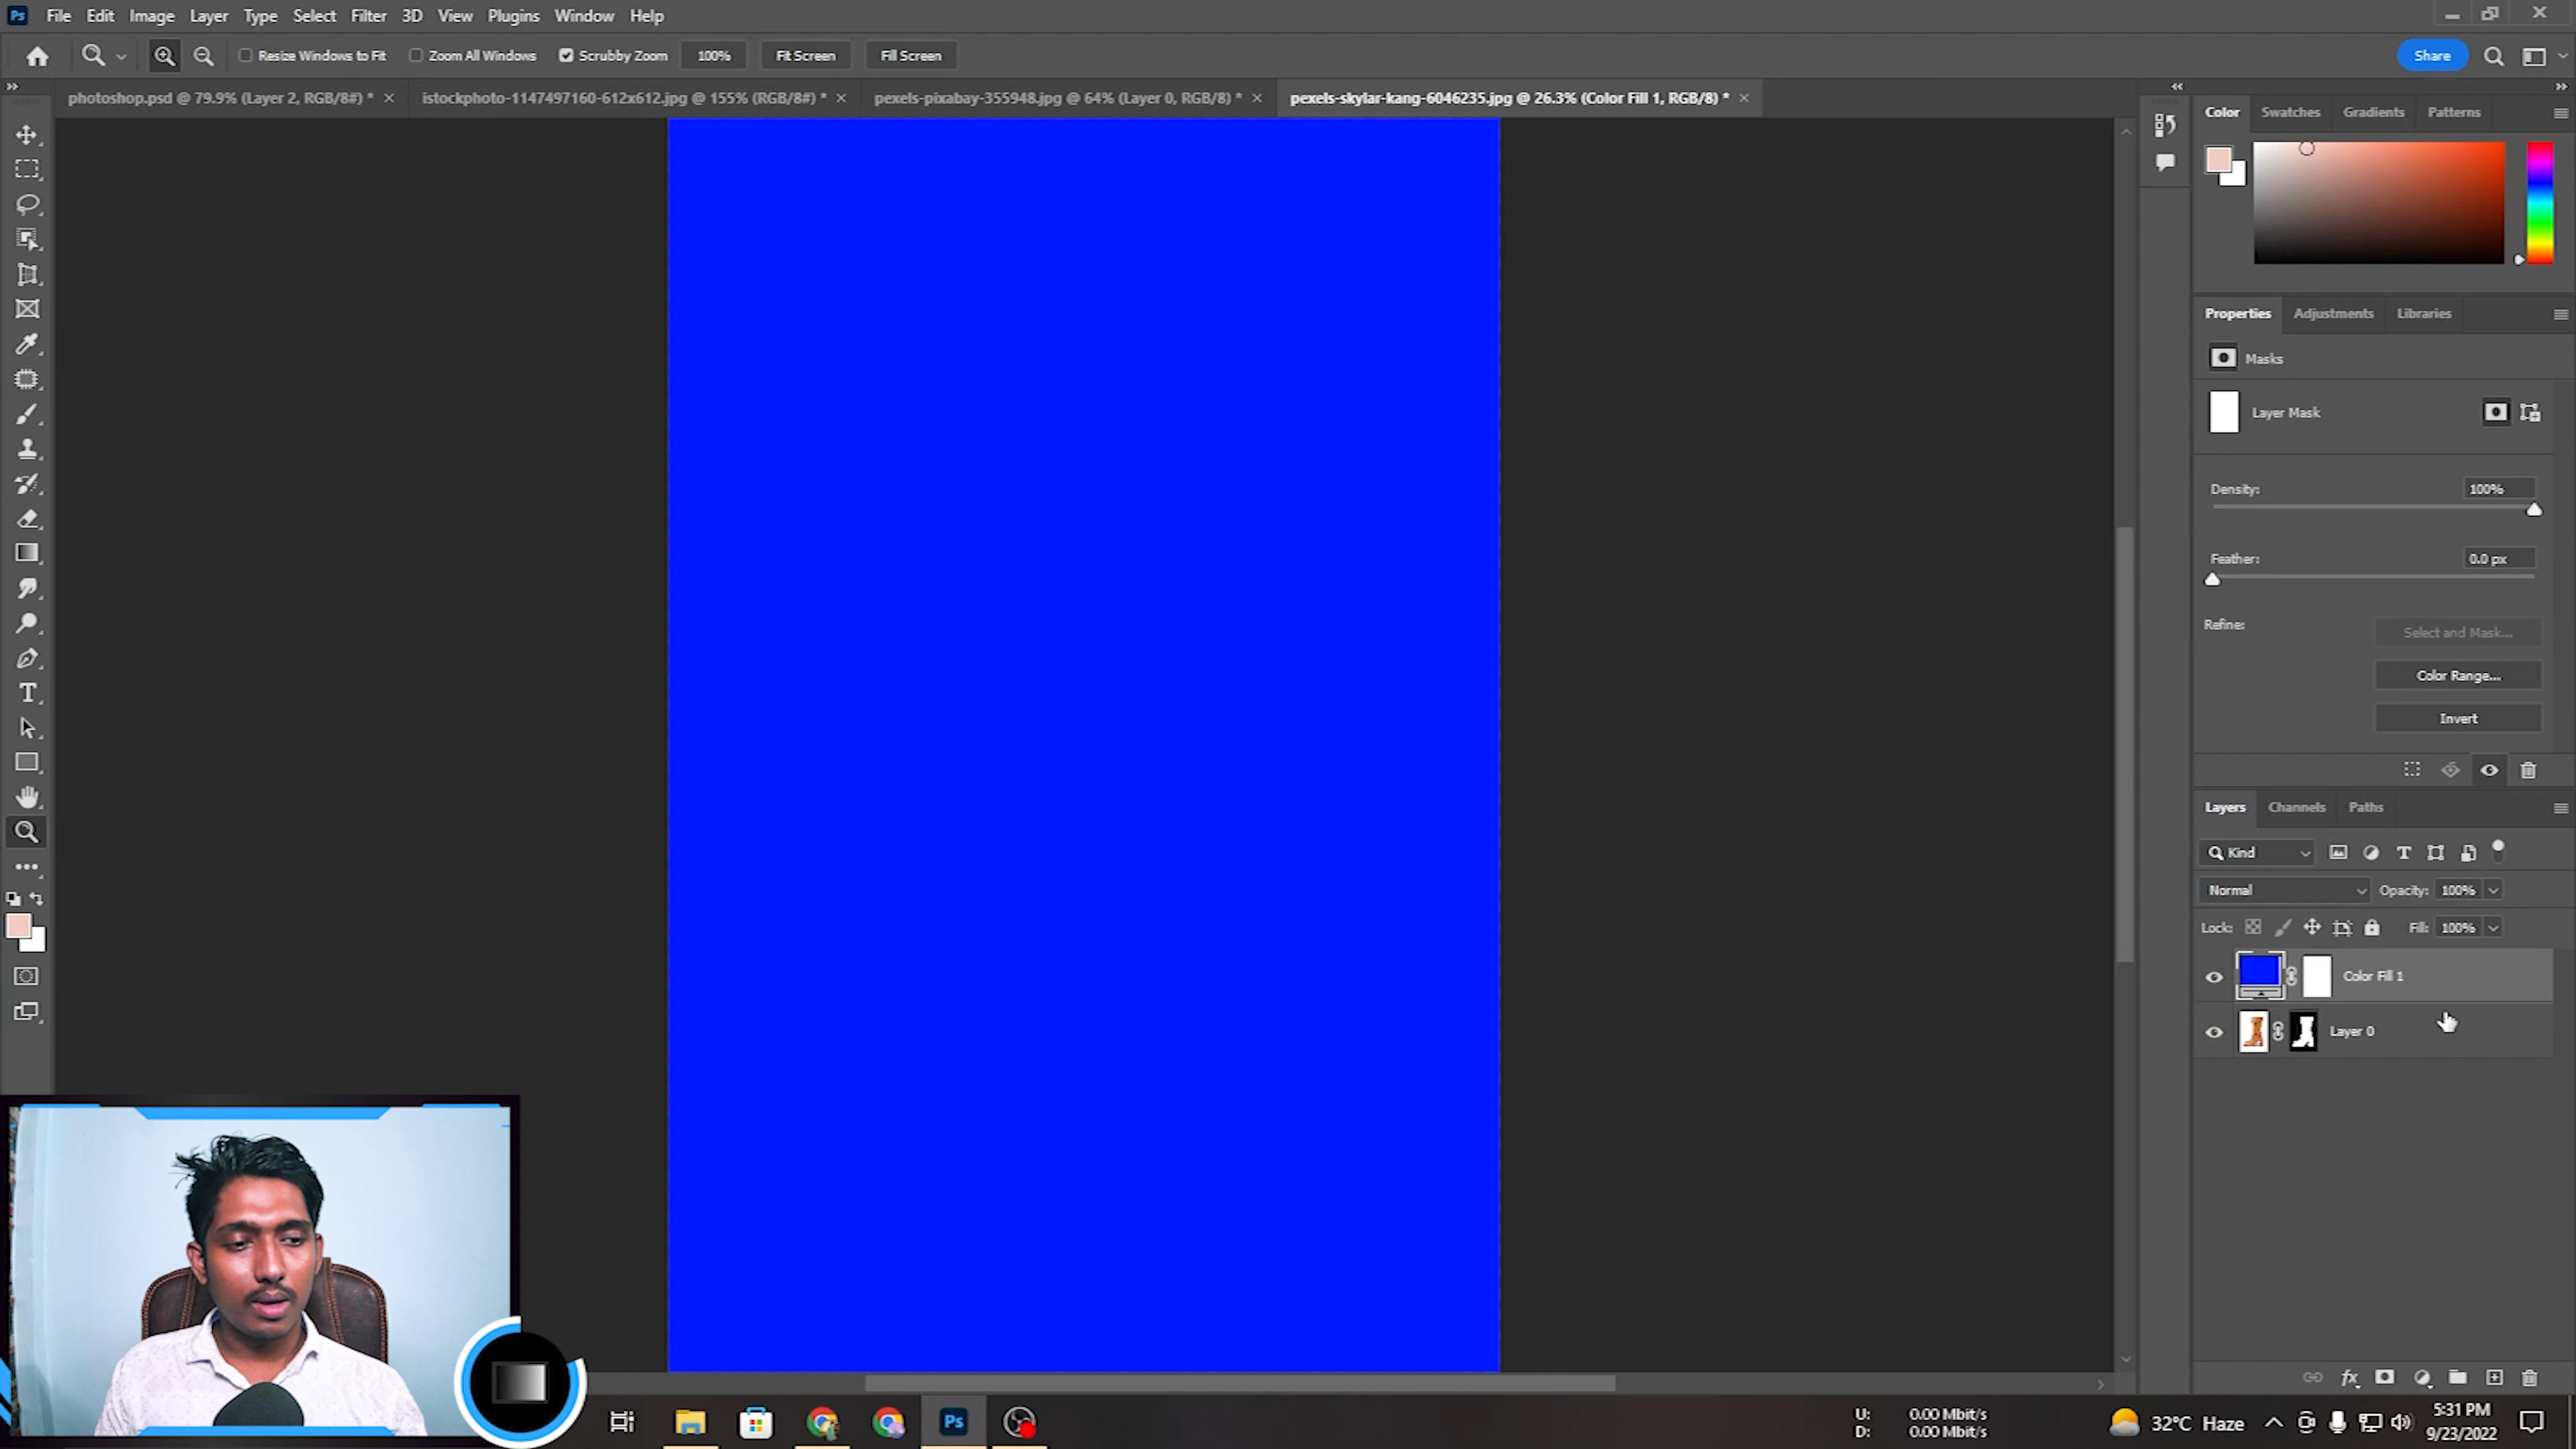 Ps File Edit Image Layer Type Select Filter 3D View Plugins Window Help
Resize Windows to Fit Zoom All Windows Scrubby Zoom 100% Fit Screen Fill Screen Share
photoshop.psd @ 79.9% (Layer 2, RGB/8#) * istockphoto-1147497160-612x612.jpg @ 155% (RGB/8#) * pexels-pixabay-355948.jpg @ 64% (Layer 0, RGB/8) * pexels-skylar-kang-6046235.jpg @ 26.3% (Color Fill 1, RGB/8) *
Color Swatches Gradients Patterns
Properties Adjustments Libraries
Masks
Layer Mask
Density: 100%
Feather: 0.0 px
Refine: Select and Mask...
Color Range...
Invert
Layers Channels Paths
Kind
Normal Opacity: 100%
Lock: Fill: 100%
Color Fill 1
Layer 0
fx
Ps
U: 0.00 Mbit/s
D: 0.00 Mbit/s
32°C Haze
5:31 PM
9/23/2022